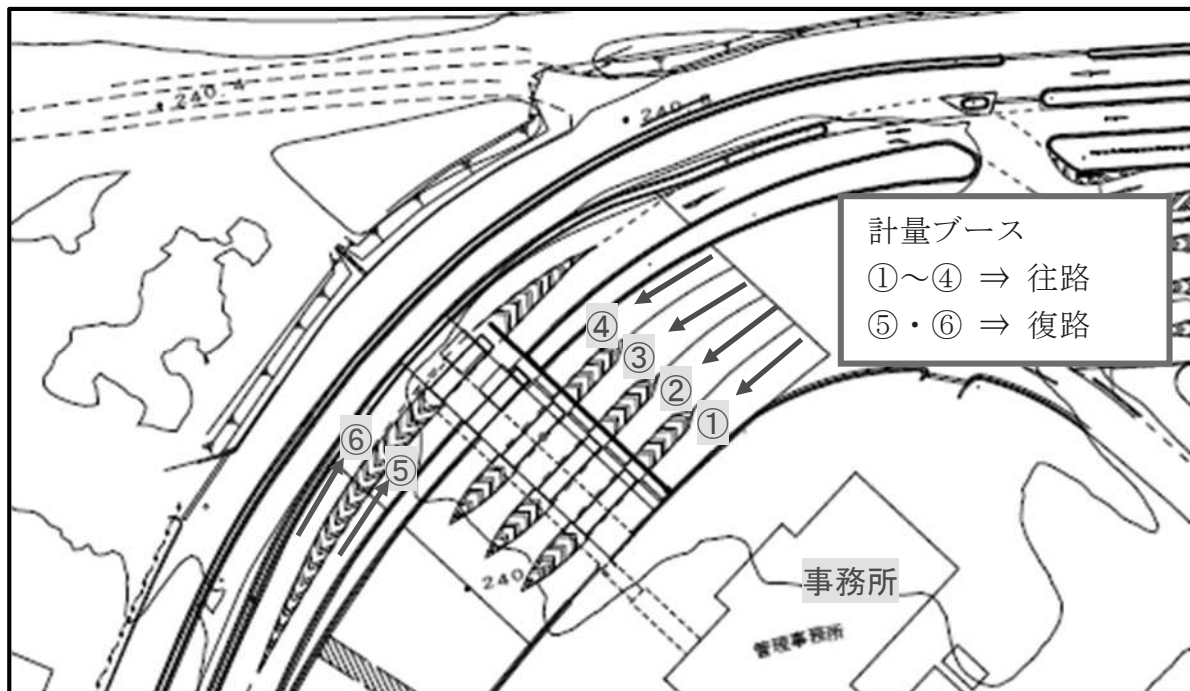 240.4
240.
計量ブース
①～④ ⇒ 往路
⑤・⑥ ⇒ 復路
④
③
②
①
⑥
⑤
240
事務所
管理事務所